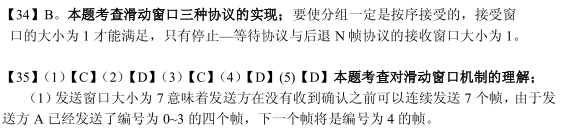 【34】B。本题考查滑动窗口三种协议的实现；要使分组一定是按序接受的，接受窗
口的大小为 1 才能满足，只有停止—等待协议与后退 N 帧协议的接收窗口大小为 1。
【35】（1）【C】（2）【D】（3）【C】（4）【D】(5)【D】本题考查对滑动窗口机制的理解；
（1）发送窗口大小为 7 意味着发送方在没有收到确认之前可以连续发送 7 个帧，由于发
送方 A 已经发送了编号为 0~3 的四个帧，下一个帧将是编号为 4 的帧。